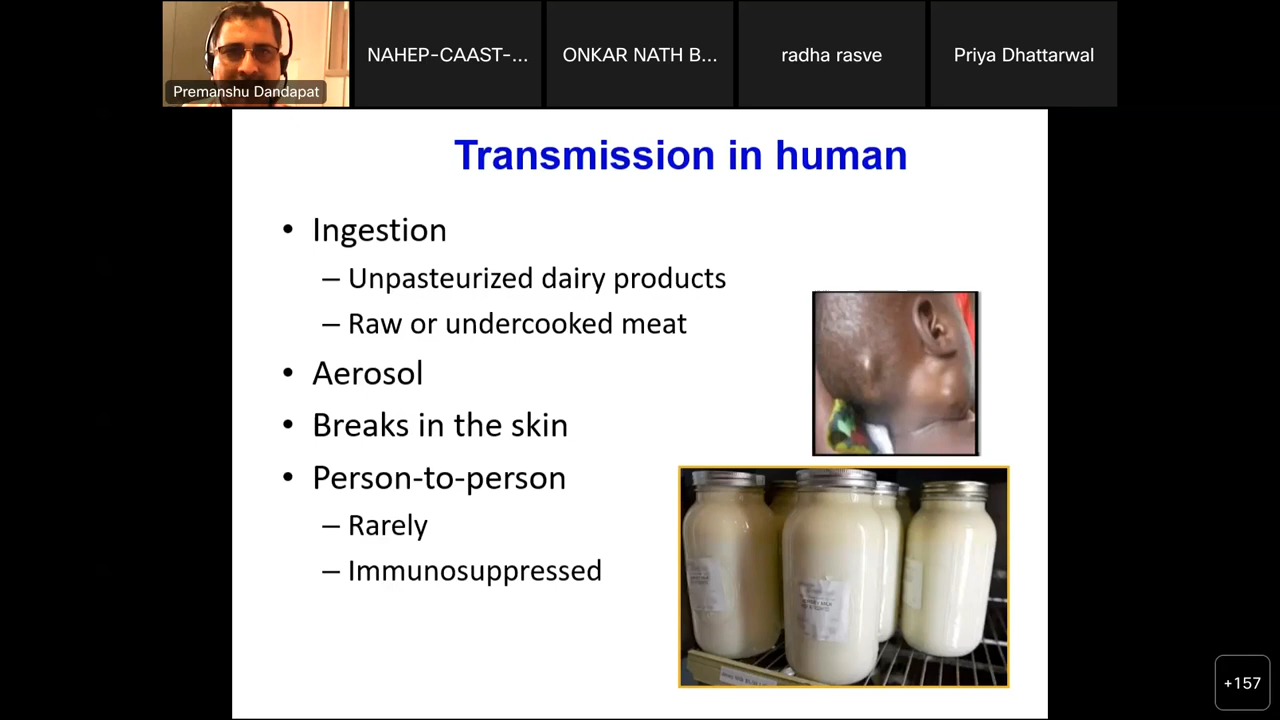 Premanshu Dandapat
NAHEP-CAAST-...
ONKAR NATH B...
radha rasve
Priya Dhattarwal
Transmission in human
• Ingestion
– Unpasteurized dairy products
– Raw or undercooked meat
• Aerosol
• Breaks in the skin
• Person-to-person
– Rarely
– Immunosuppressed
+157